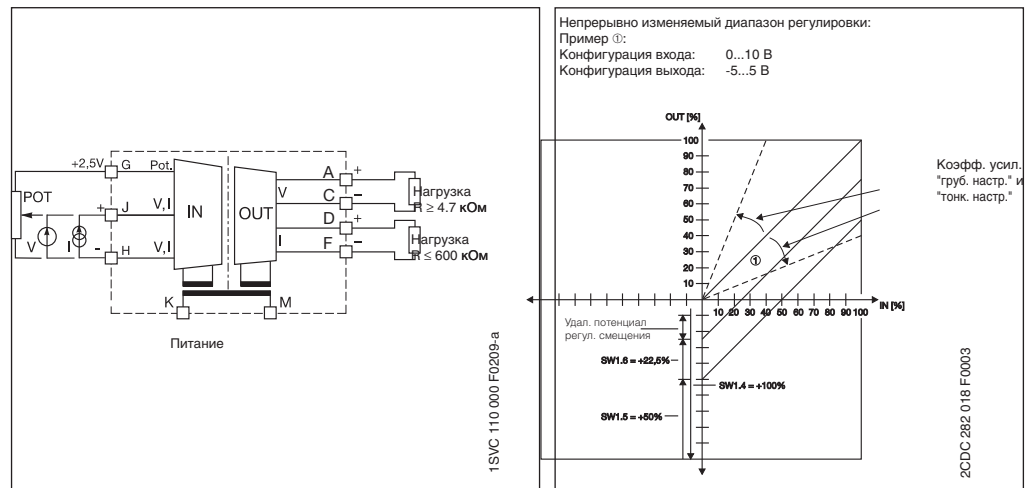 +2,5V
G
Pot.
POT
J
V,I
+
V
I
-
H
V,I
IN
OUT
V
I
A
+
C
–
D
+
F
–
Нагрузка
R ≥ 4.7 кОм
Нагрузка
R ≤ 600 кОм
K
M
Питание
1SVC 110 000 F0209-a
Непрерывно изменяемый диапазон регулировки:
Пример ①:
Конфигурация входа: 0...10 В
Конфигурация выхода: -5...5 В
OUT [%]
100
90
80
70
60
50
40
30
20
10
①
10 20 30 40 50 60 70 80 90 100
IN [%]
Коэфф. усил.
"груб. настр." и
"тонк. настр."
Удал. потенциал
регул. смещения
SW1.6 = +22,5%
SW1.4 = +100%
SW1.5 = +50%
2CDC 282 018 F0003